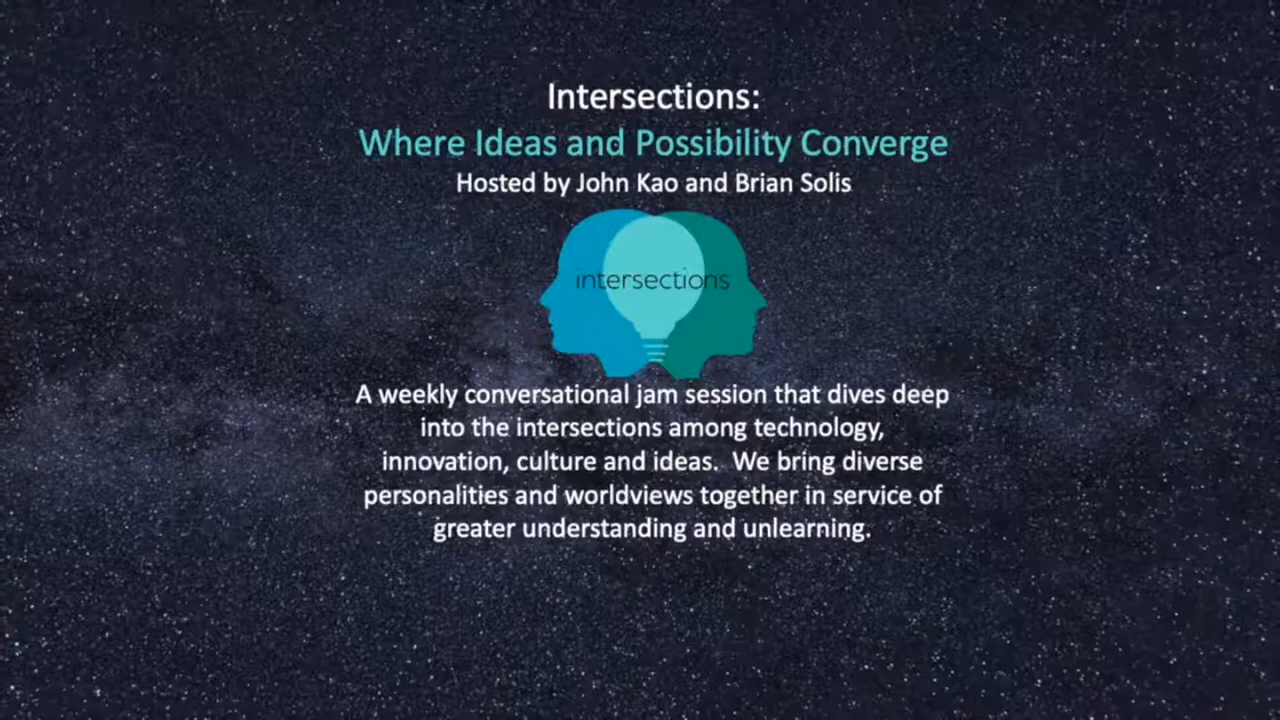 Intersections:
Where Ideas and Possibility Converge
Hosted by John Kao and Brian Solis
intersections
A weekly conversational jam session that dives deep
into the intersections among technology,
innovation, culture and ideas.  We bring diverse
personalities and worldviews together in service of
greater understanding and unlearning.